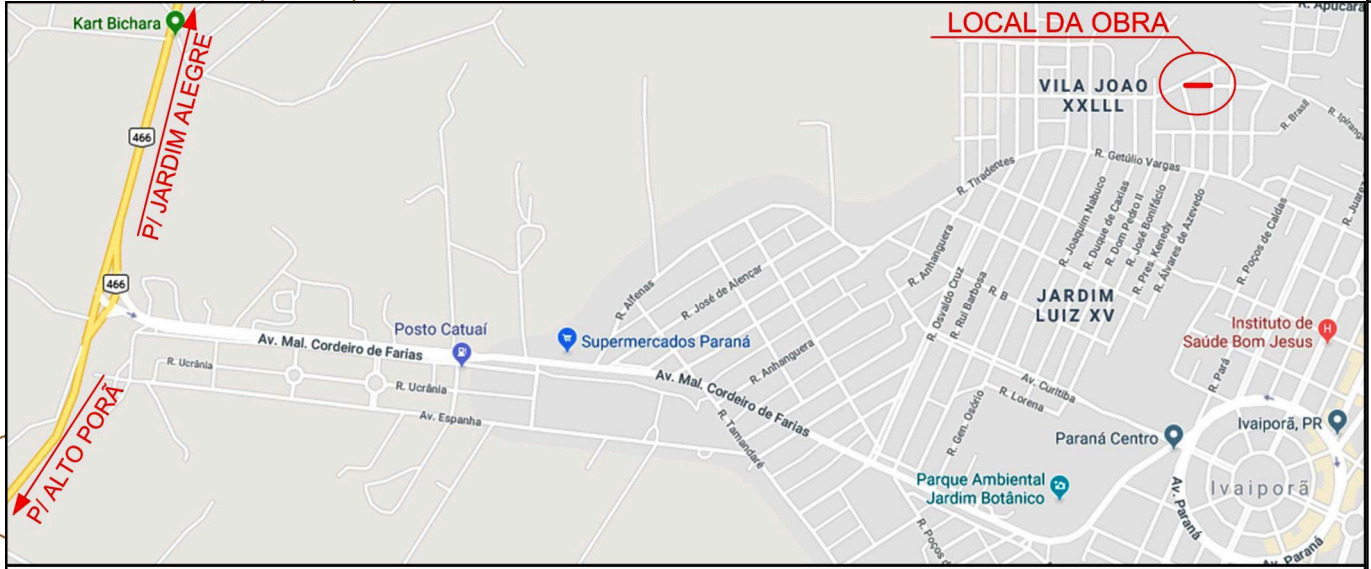 R. Apucara
Kart Bichara
LOCAL DA OBRA
P/ JARDIM ALEGRE
VILA JOAO
XXLLL
466
R. Brasil
R. Ipiranga
R. Getúlio Vargas
R. Tiradentes
R. Joaquim Nabuco
R. Duque de Caxias
R. Dom Pedro II
R. José Bonifácio
R. Pres. Kenedy
R. Álvares de Azevedo
R. Poços de Caldas
R. Juare
R. Anhanguera
466
R. Alfenas
R. José de Alençar
R. Osvaldo Cruz
R. Rui Barbosa
R. B
JARDIM
LUIZ XV
Instituto de
Saúde Bom Jesus
H
Posto Catuaí
Av. Mal. Cordeiro de Farias
Supermercados Paraná
R. Ucrânia
R. Ucrânia
R. Anhanguera
Av. Mal. Cordeiro de Farias
R. Pará
Av. Curitiba
R. Lorena
Av. Espanha
R. Tamandaré
R. Gen. Osório
Paraná Centro
Ivaiporã, PR
P/ ALTO PORÃ
Parque Ambiental
Jardim Botânico
Ivaiporã
Av. Paraná
R. Poços d
Av. Paraná